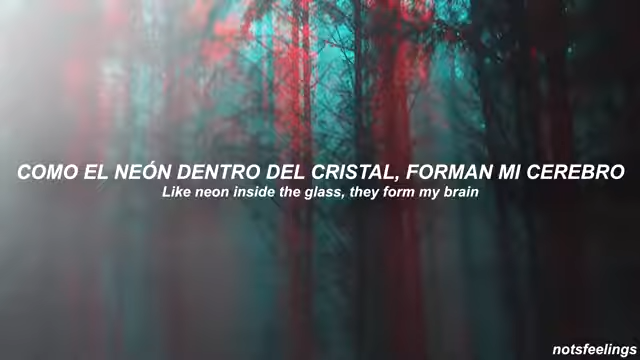 COMO EL NEÓN DENTRO DEL CRISTAL, FORMAN MI CEREBRO
Like neon inside the glass, they form my brain
notsfeelings